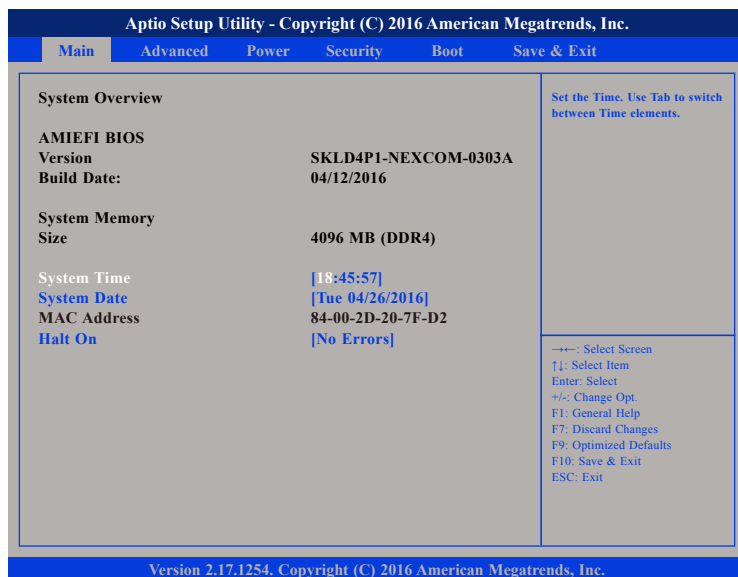 Aptio Setup Utility - Copyright (C) 2016 American Megatrends, Inc.
Main Advanced Power Security Boot Save & Exit
System Overview
AMIEFI BIOS
Version SKLD4P1-NEXCOM-0303A
Build Date: 04/12/2016
System Memory
Size 4096 MB (DDR4)
System Time [18:45:57]
System Date [Tue 04/26/2016]
MAC Address 84-00-2D-20-7F-D2
Halt On [No Errors]
Set the Time. Use Tab to switch
between Time elements.
→←: Select Screen
↑↓: Select Item
Enter: Select
+/-: Change Opt.
F1: General Help
F7: Discard Changes
F9: Optimized Defaults
F10: Save & Exit
ESC: Exit
Version 2.17.1254. Copyright (C) 2016 American Megatrends, Inc.